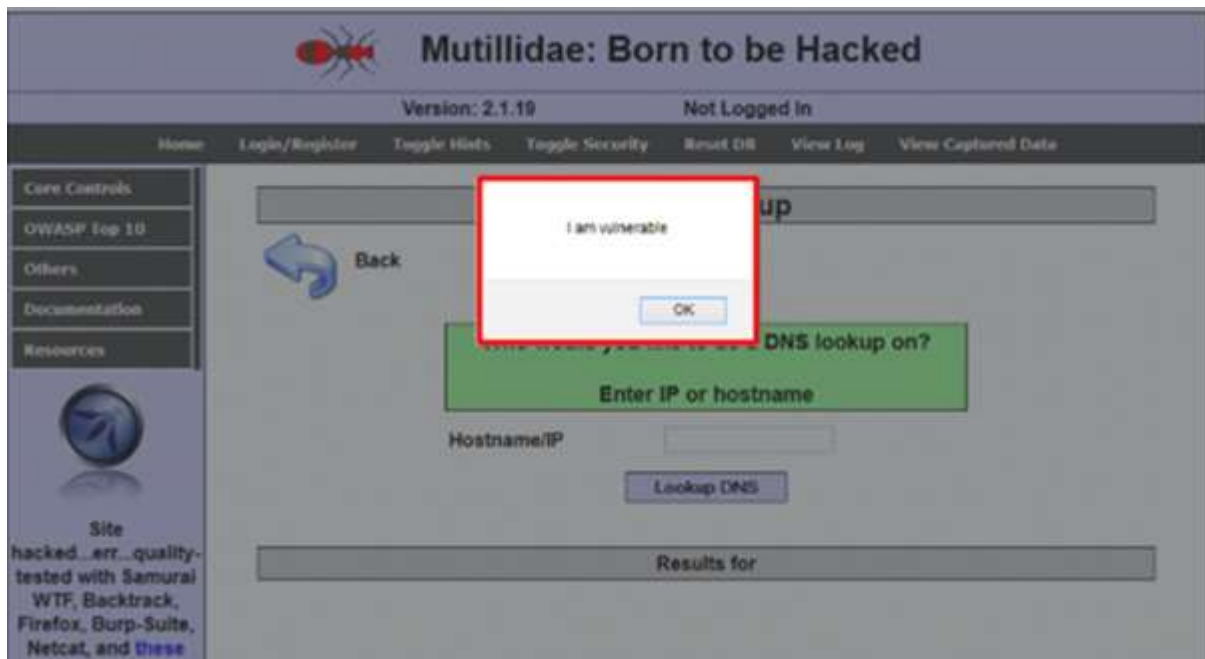 Mutillidae: Born to be Hacked
Version: 2.1.19 Not Logged In
Home Login/Register Toggle Hints Toggle Security Reset DB View Log View Captured Data
Core Controls
OWASP Top 10
Others
Documentation
Resources
Site
hacked...err...quality-
tested with Samurai
WTF, Backtrack,
Firefox, Burp-Suite,
Netcat, and these
up
Back
I am vulnerable
OK
DNS lookup on?
Enter IP or hostname
Hostname/IP
Lookup DNS
Results for